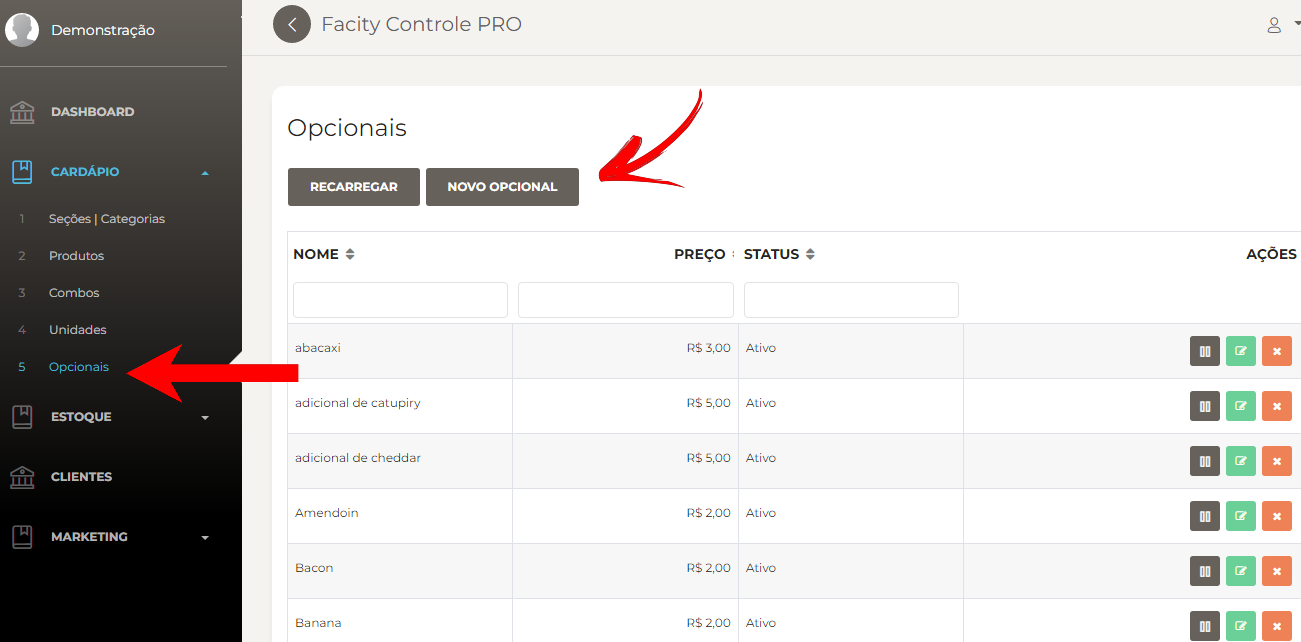 Demonstração
Facity Controle PRO
DASHBOARD
CARDÁPIO
1 Seções | Categorias
2 Produtos
3 Combos
4 Unidades
5 Opcionais
ESTOQUE
CLIENTES
MARKETING
Opcionais
RECARREGAR NOVO OPCIONAL
NOME PREÇO STATUS AÇÕES
abacaxi R$ 3,00 Ativo
adicional de catupiry R$ 5,00 Ativo
adicional de cheddar R$ 5,00 Ativo
Amendoin R$ 2,00 Ativo
Bacon R$ 2,00 Ativo
Banana R$ 2,00 Ativo